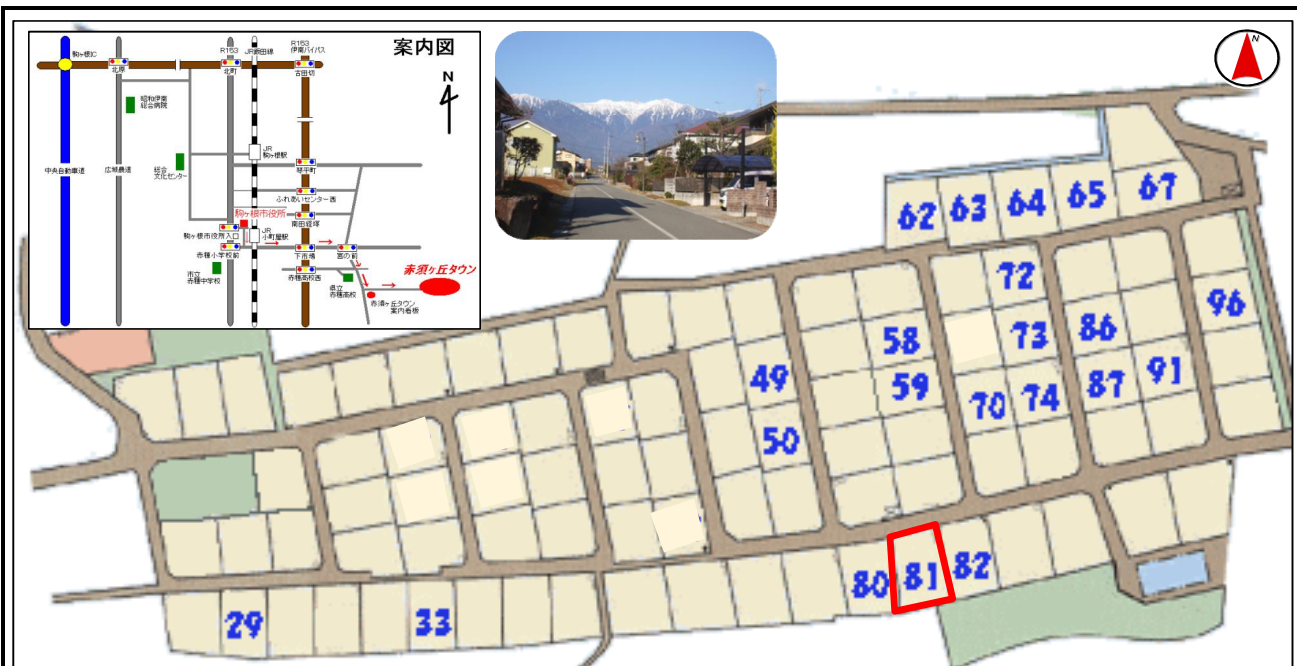 案内図
N
駒ヶ根IC
北原
R153
北町
JR飯田線
R153
伊南バイパス
古田切
昭和伊南
総合病院
中央自動車道
広域農道
総合
文化センター
JR
駒ヶ根駅
琴平町
ふれあいセンター西
駒ヶ根市役所
南田経塚
駒ヶ根市役所入口
JR
小町屋駅
赤穂小学校前
下市場
宮の前
市立
赤穂中学校
赤穂高校西
県立
赤穂高校
赤須ヶ丘タウン
赤須ヶ丘タウン
案内看板
N
62
63
64
65
67
72
58
73
86
96
49
59
70
74
87
91
50
80
81
82
29
33